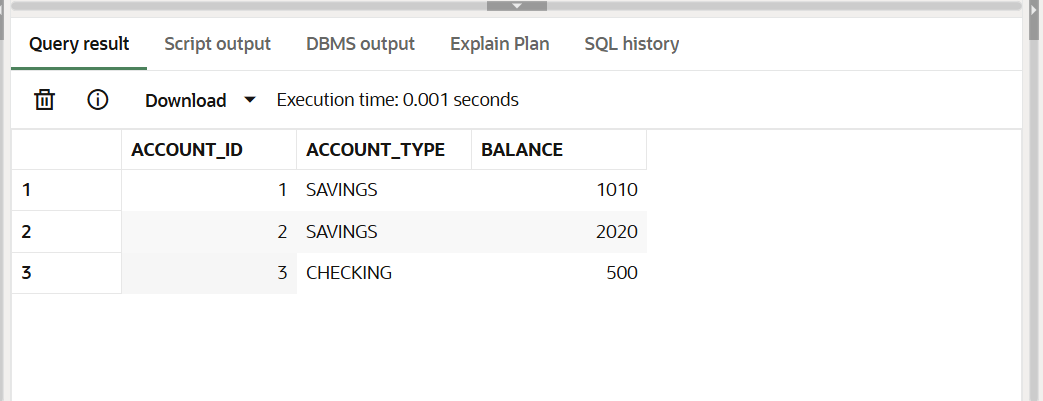 Query result Script output DBMS output Explain Plan SQL history
Download Execution time: 0.001 seconds
ACCOUNT_ID ACCOUNT_TYPE BALANCE
1 1 SAVINGS 1010
2 2 SAVINGS 2020
3 3 CHECKING 500